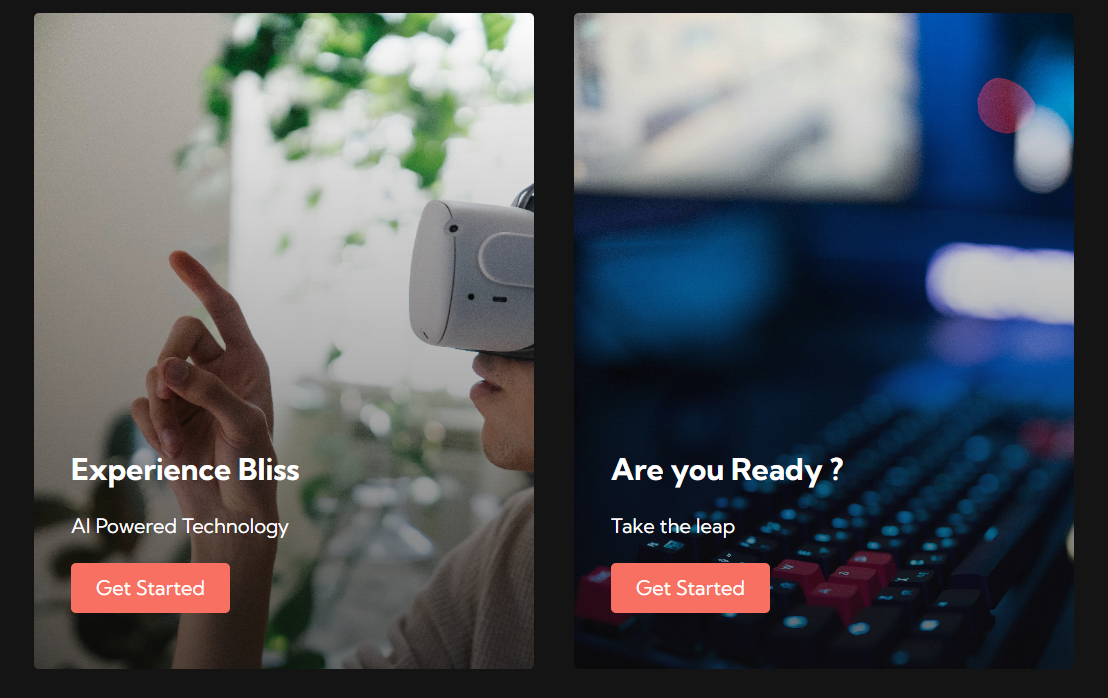 Experience Bliss
AI Powered Technology
Get Started
Are you Ready ?
Take the leap
Get Started